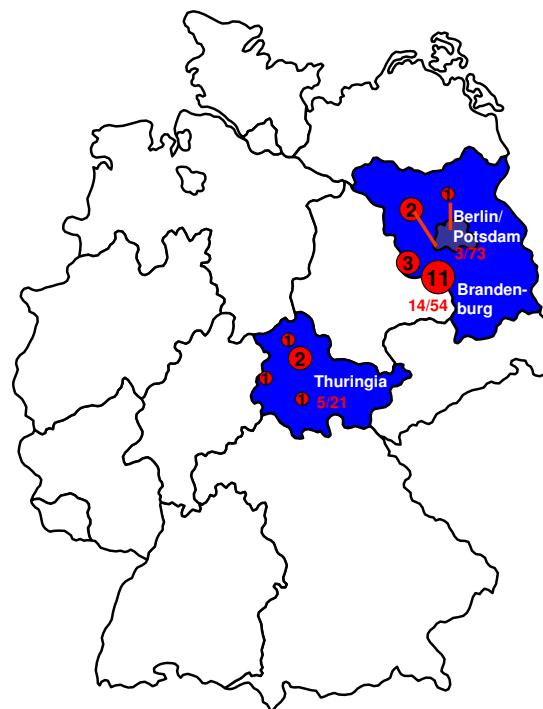 1
2
Berlin/
Potsdam
3/73
3
11
Branden-
burg
14/54
1
2
Thuringia
1
1
5/21